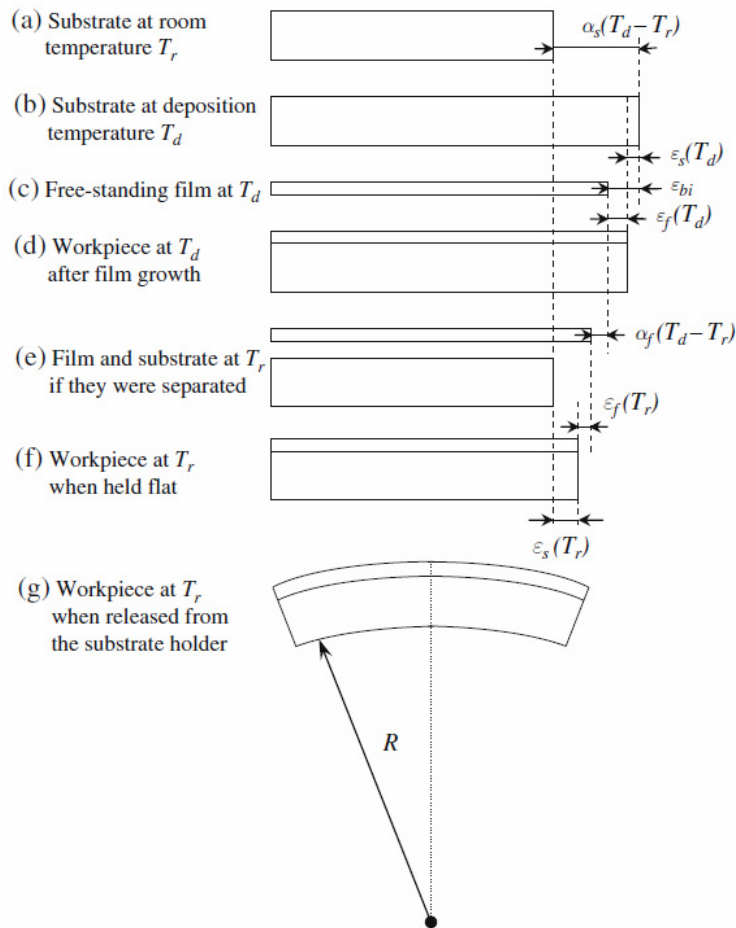 (a) Substrate at room
temperature T_r
α_s(T_d – T_r)
(b) Substrate at deposition
temperature T_d
ε_s(T_d)
(c) Free-standing film at T_d
ε_bi
ε_f(T_d)
(d) Workpiece at T_d
after film growth
α_f(T_d – T_r)
(e) Film and substrate at T_r
if they were separated
ε_f(T_r)
(f) Workpiece at T_r
when held flat
ε_s(T_r)
(g) Workpiece at T_r
when released from
the substrate holder
R